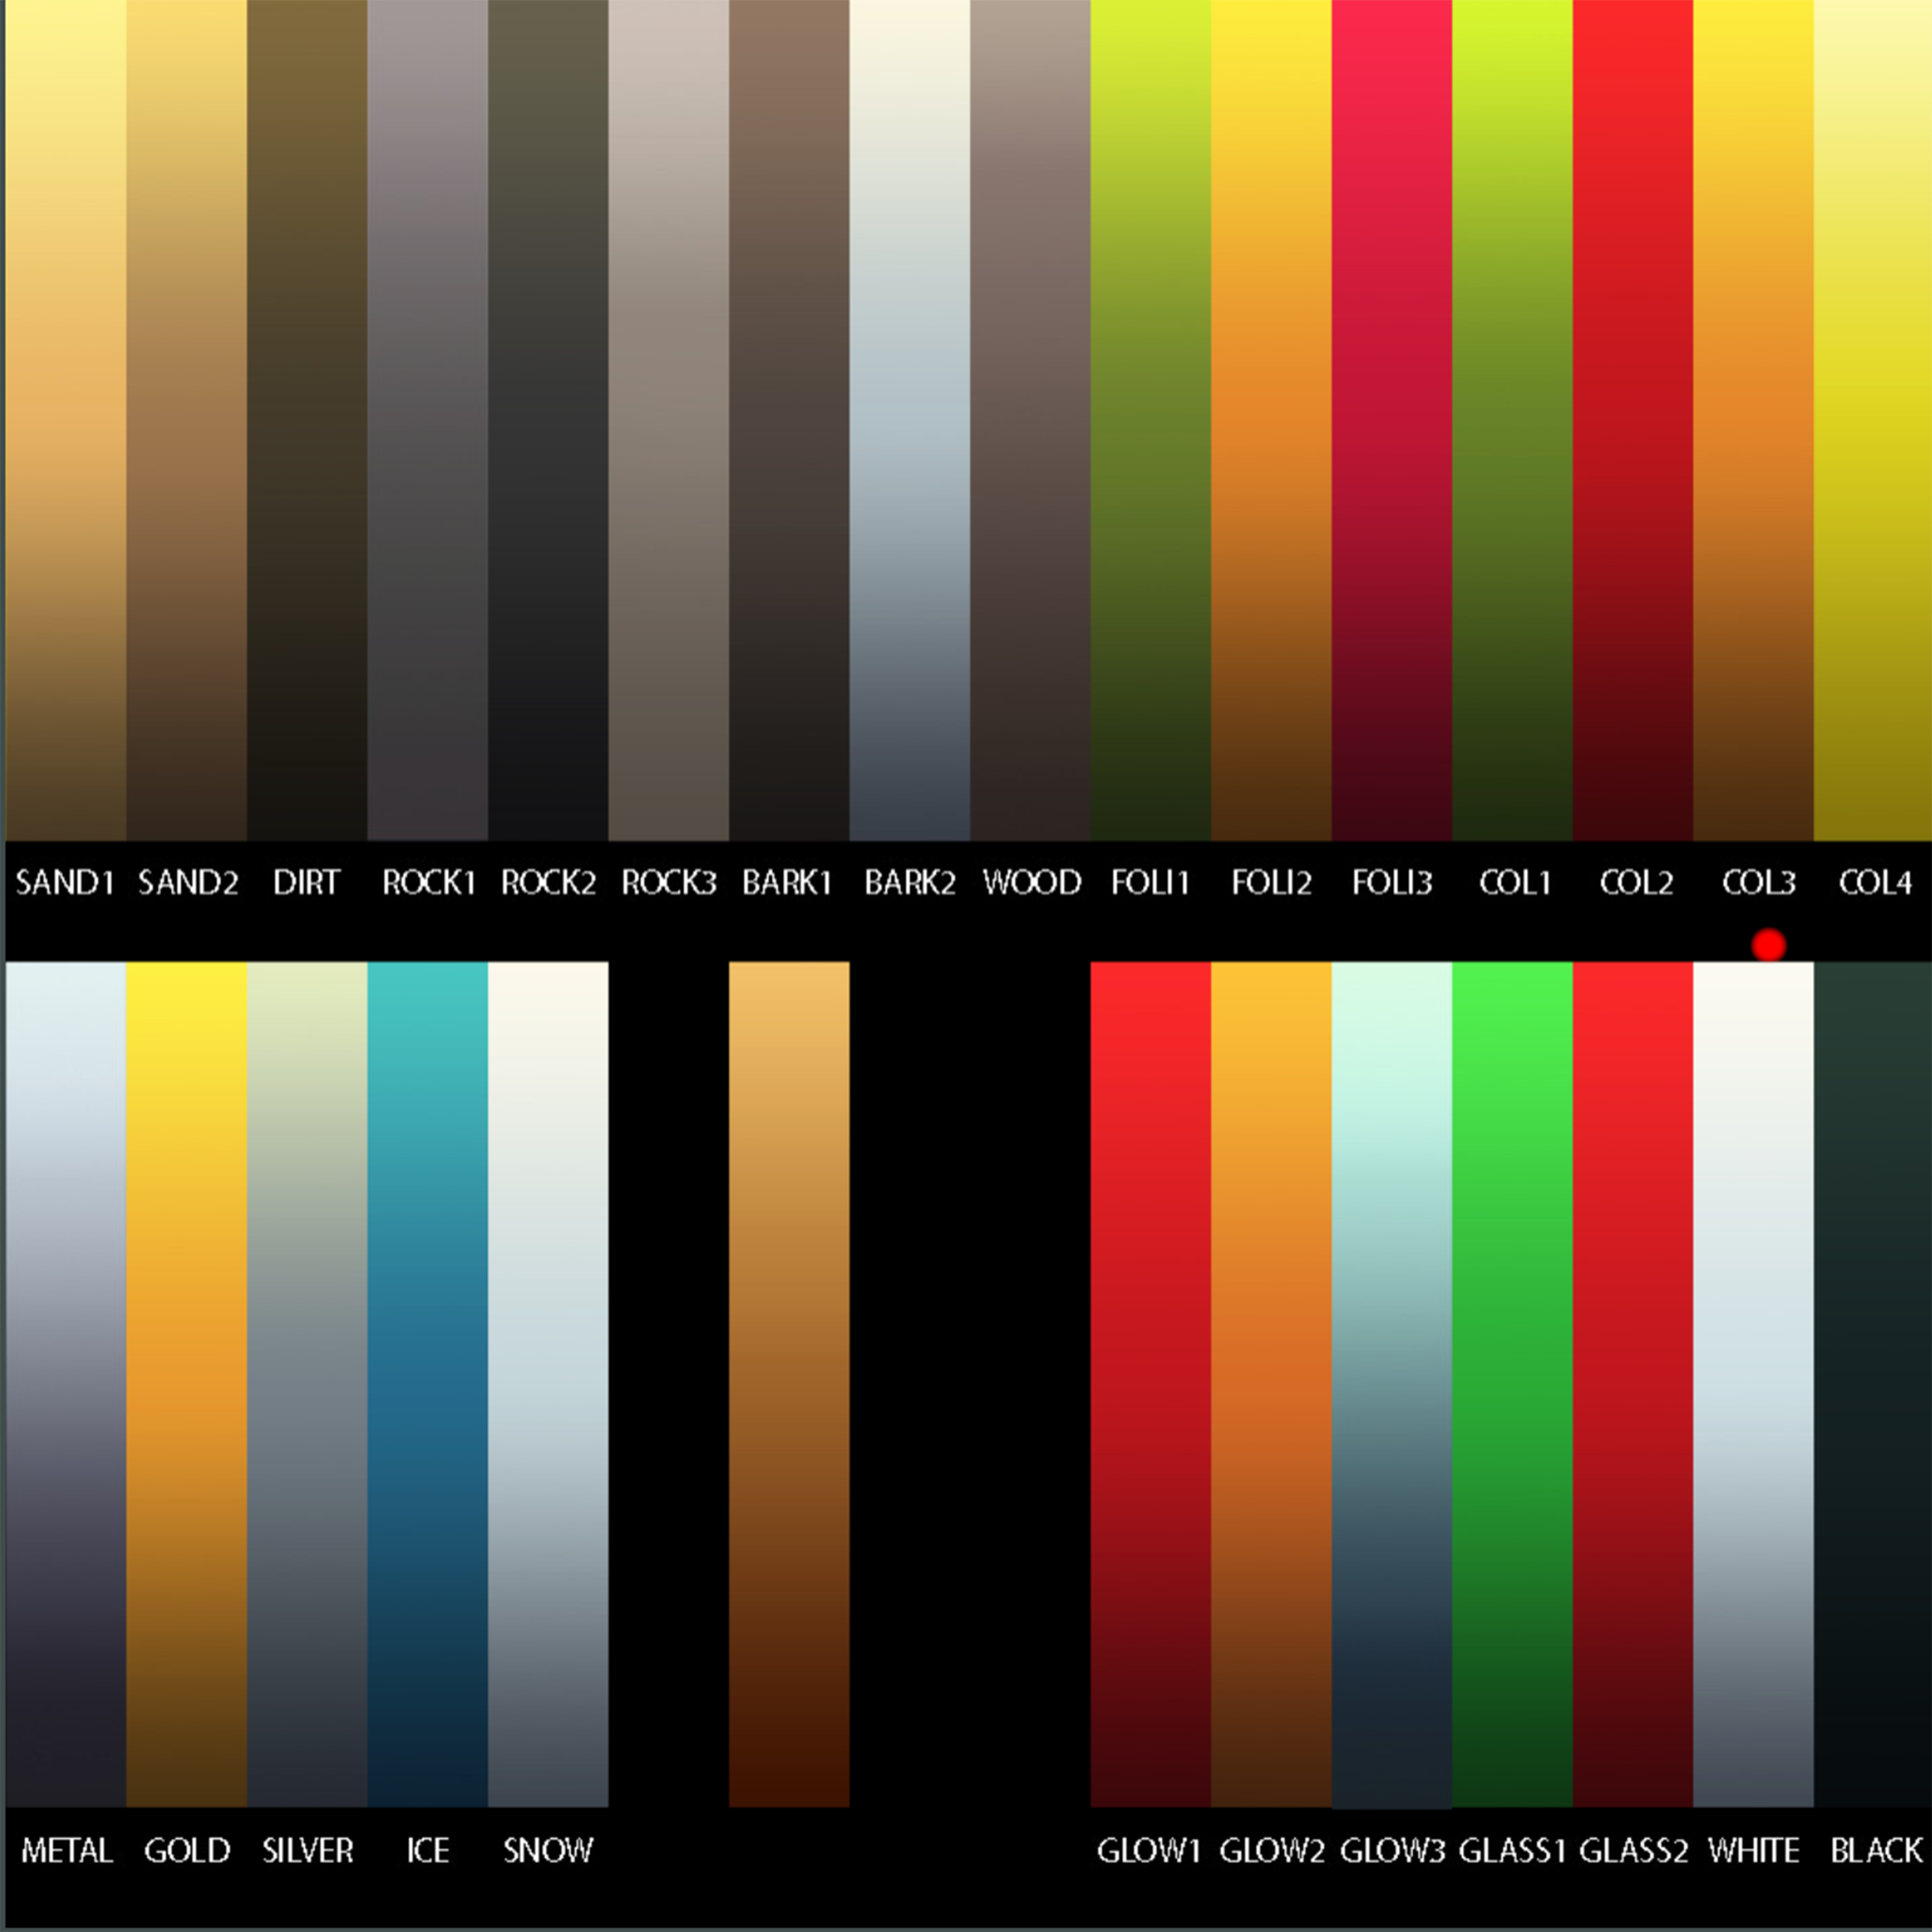 SAND1 SAND2 DIRT ROCK1 ROCK2 ROCK3 BARK1 BARK2 WOOD FOLI1 FOLI2 FOLI3 COL1 COL2 COL3 COL4
METAL GOLD SILVER ICE SNOW GLOW1 GLOW2 GLOW3 GLASS1 GLASS2 WHITE BLACK